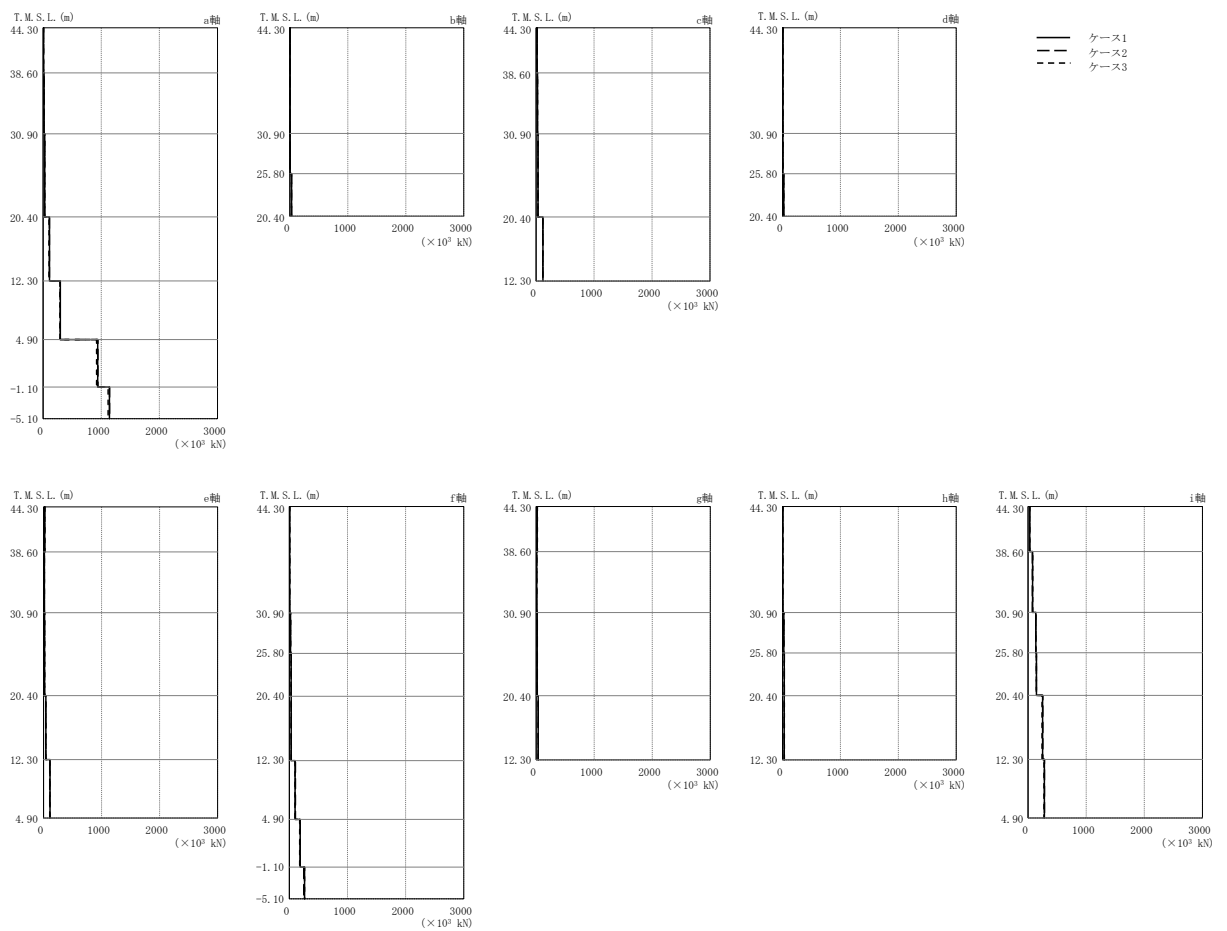 T.M.S.L.(m) a軸
44.30
38.60
30.90
20.40
12.30
4.90
-1.10
-5.10
0 1000 2000 3000
(×10³ kN)
T.M.S.L.(m) b軸
44.30
30.90
25.80
20.40
0 1000 2000 3000
(×10³ kN)
T.M.S.L.(m) c軸
44.30
38.60
30.90
20.40
12.30
0 1000 2000 3000
(×10³ kN)
T.M.S.L.(m) d軸
44.30
30.90
25.80
20.40
0 1000 2000 3000
(×10³ kN)
ケース1
ケース2
ケース3
T.M.S.L.(m) e軸
44.30
38.60
30.90
20.40
12.30
4.90
0 1000 2000 3000
(×10³ kN)
T.M.S.L.(m) f軸
44.30
30.90
25.80
20.40
12.30
4.90
-1.10
-5.10
0 1000 2000 3000
(×10³ kN)
T.M.S.L.(m) g軸
44.30
38.60
30.90
20.40
12.30
0 1000 2000 3000
(×10³ kN)
T.M.S.L.(m) h軸
44.30
30.90
25.80
20.40
12.30
0 1000 2000 3000
(×10³ kN)
T.M.S.L.(m) i軸
44.30
38.60
30.90
25.80
20.40
12.30
4.90
0 1000 2000 3000
(×10³ kN)